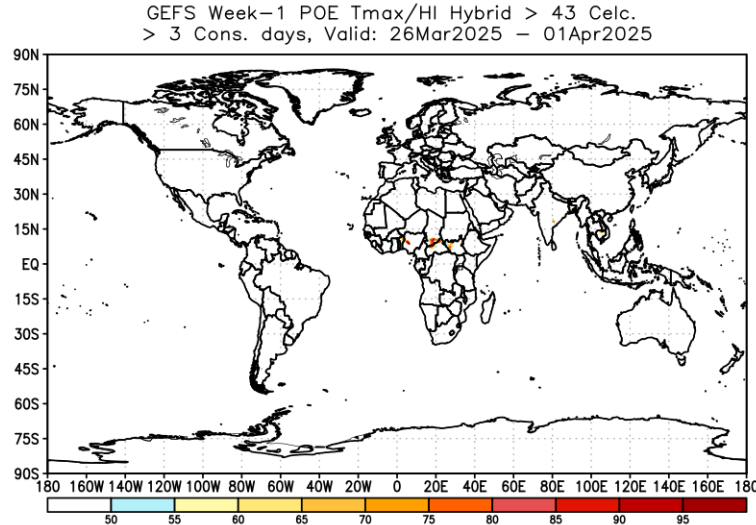 GEFS Week-1 POE Tmax/HI Hybrid > 43 Celc.
> 3 Cons. days, Valid: 26Mar2025 - 01Apr2025
90N
75N
60N
45N
30N
15N
EQ
15S
30S
45S
60S
75S
90S
180 160W 140W 120W 100W 80W 60W 40W 20W 0 20E 40E 60E 80E 100E 120E 140E 160E 180
50 55 60 65 70 75 80 85 90 95